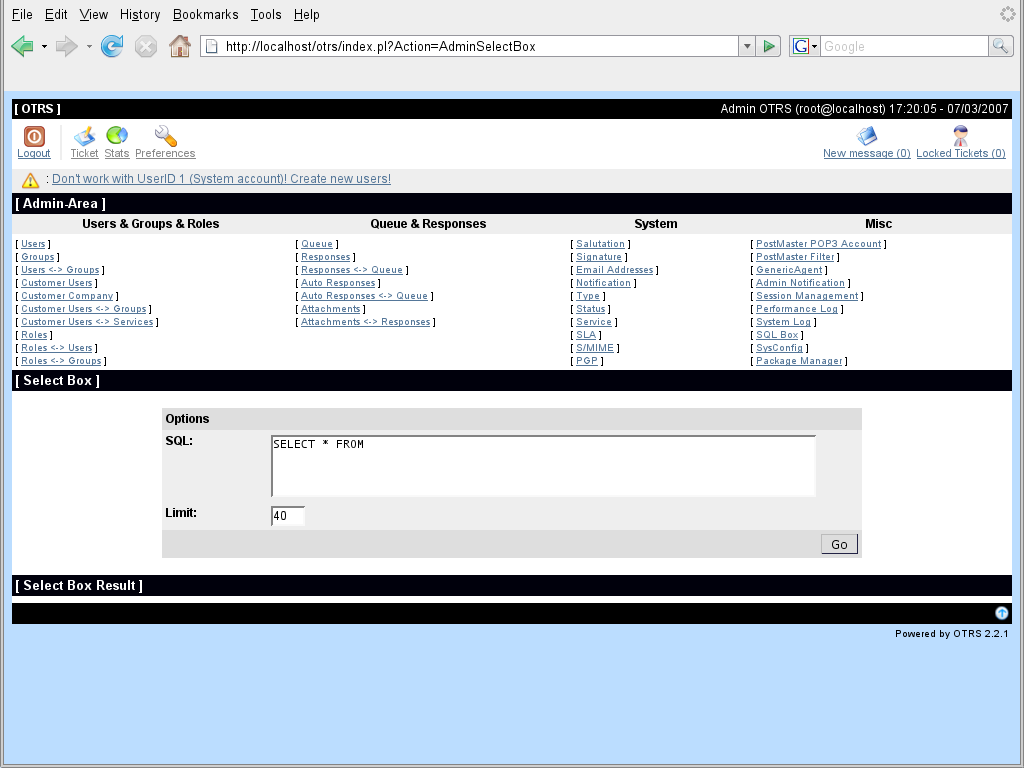 File Edit View History Bookmarks Tools Help
http://localhost/otrs/index.pl?Action=AdminSelectBox
G Google
[ OTRS ] Admin OTRS (root@localhost) 17:20:05 - 07/03/2007
Logout Ticket Stats Preferences New message (0) Locked Tickets (0)
: Don't work with UserID 1 (System account)! Create new users!
[ Admin-Area ]
Users & Groups & Roles Queue & Responses System Misc
[ Users ] [ Queue ] [ Salutation ] [ PostMaster POP3 Account ]
[ Groups ] [ Responses ] [ Signature ] [ PostMaster Filter ]
[ Users <-> Groups ] [ Responses <-> Queue ] [ Email Addresses ] [ GenericAgent ]
[ Customer Users ] [ Auto Responses ] [ Notification ] [ Admin Notification ]
[ Customer Company ] [ Auto Responses <-> Queue ] [ Type ] [ Session Management ]
[ Customer Users <-> Groups ] [ Attachments ] [ Status ] [ Performance Log ]
[ Customer Users <-> Services ] [ Attachments <-> Responses ] [ Service ] [ System Log ]
[ Roles ] [ SLA ] [ SQL Box ]
[ Roles <-> Users ] [ S/MIME ] [ SysConfig ]
[ Roles <-> Groups ] [ PGP ] [ Package Manager ]
[ Select Box ]
Options
SQL: SELECT * FROM
Limit: 40
Go
[ Select Box Result ]
Powered by OTRS 2.2.1